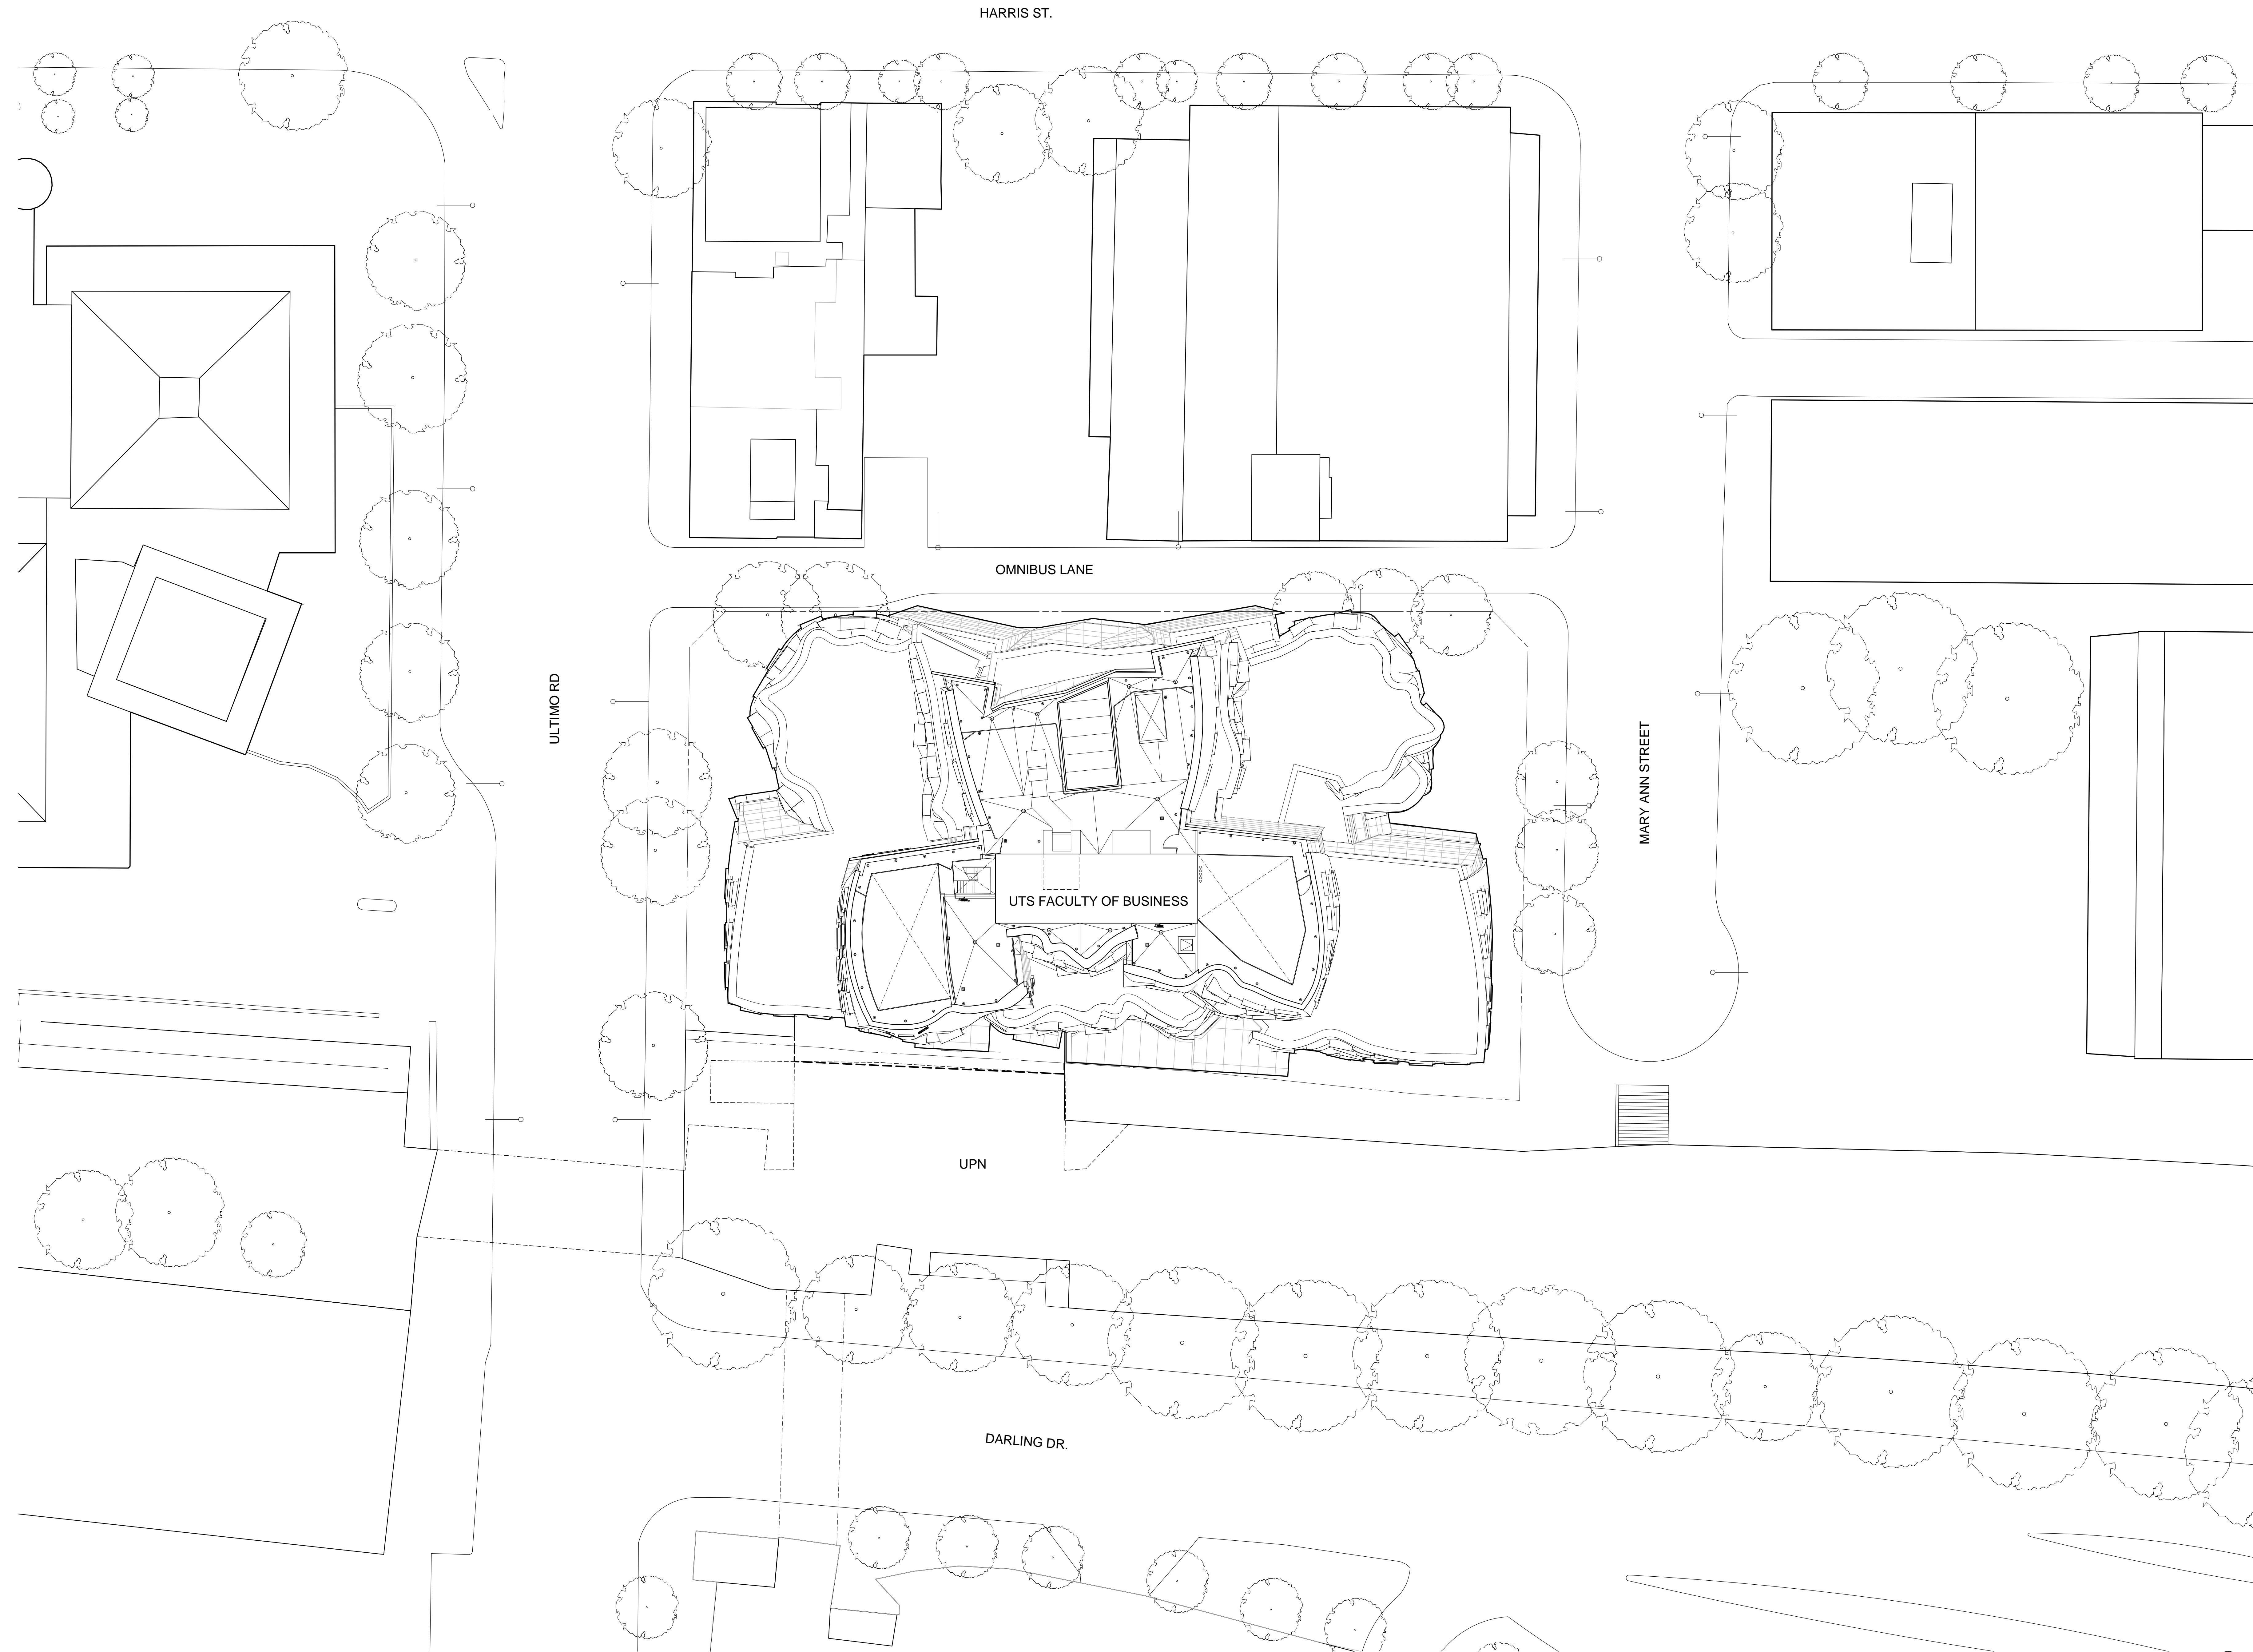 HARRIS ST.
OMNIBUS LANE
ULTIMO RD
MARY ANN STREET
UTS FACULTY OF BUSINESS
UPN
DARLING DR.